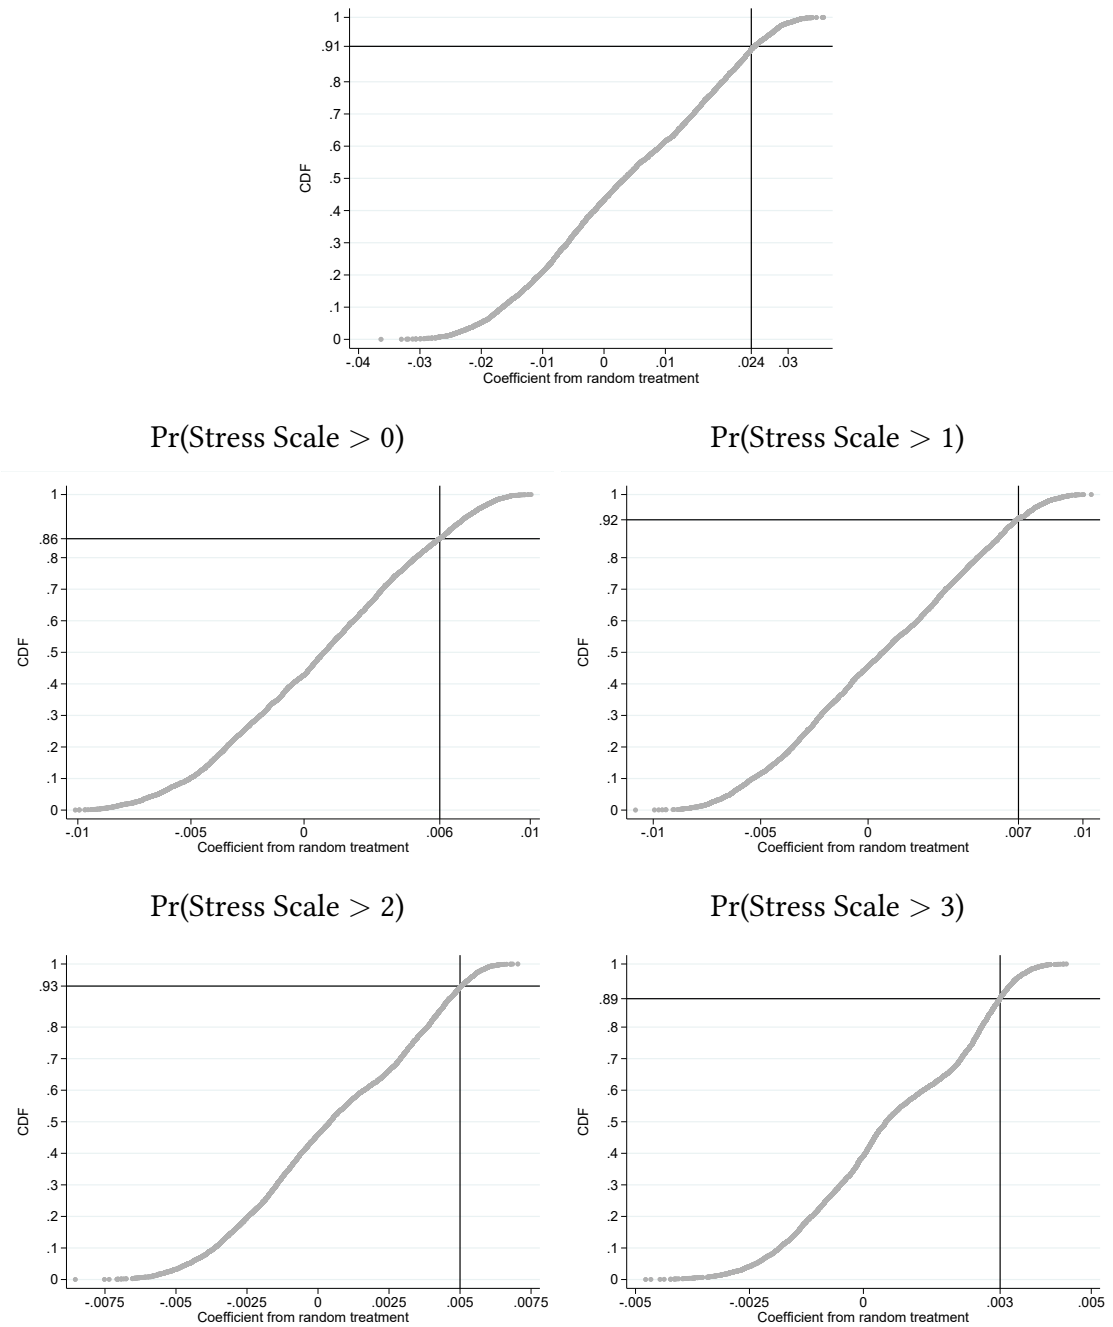 1
.91
.8
.7
.6
.5
.4
.3
.2
.1
0
CDF
-.04 -.03 -.02 -.01 0 .01 .024 .03
Coefficient from random treatment
Pr(Stress Scale > 0)
Pr(Stress Scale > 1)
1
.86
.8
.7
.6
.5
.4
.3
.2
.1
0
CDF
-.01 -.005 0 .006 .01
Coefficient from random treatment
1
.92
.8
.7
.6
.5
.4
.3
.2
.1
0
CDF
-.01 -.005 0 .007 .01
Coefficient from random treatment
Pr(Stress Scale > 2)
Pr(Stress Scale > 3)
1
.93
.8
.7
.6
.5
.4
.3
.2
.1
0
CDF
-.0075 -.005 -.0025 0 .0025 .005 .0075
Coefficient from random treatment
1
.89
.8
.7
.6
.5
.4
.3
.2
.1
0
CDF
-.005 -.0025 0 .003 .005
Coefficient from random treatment